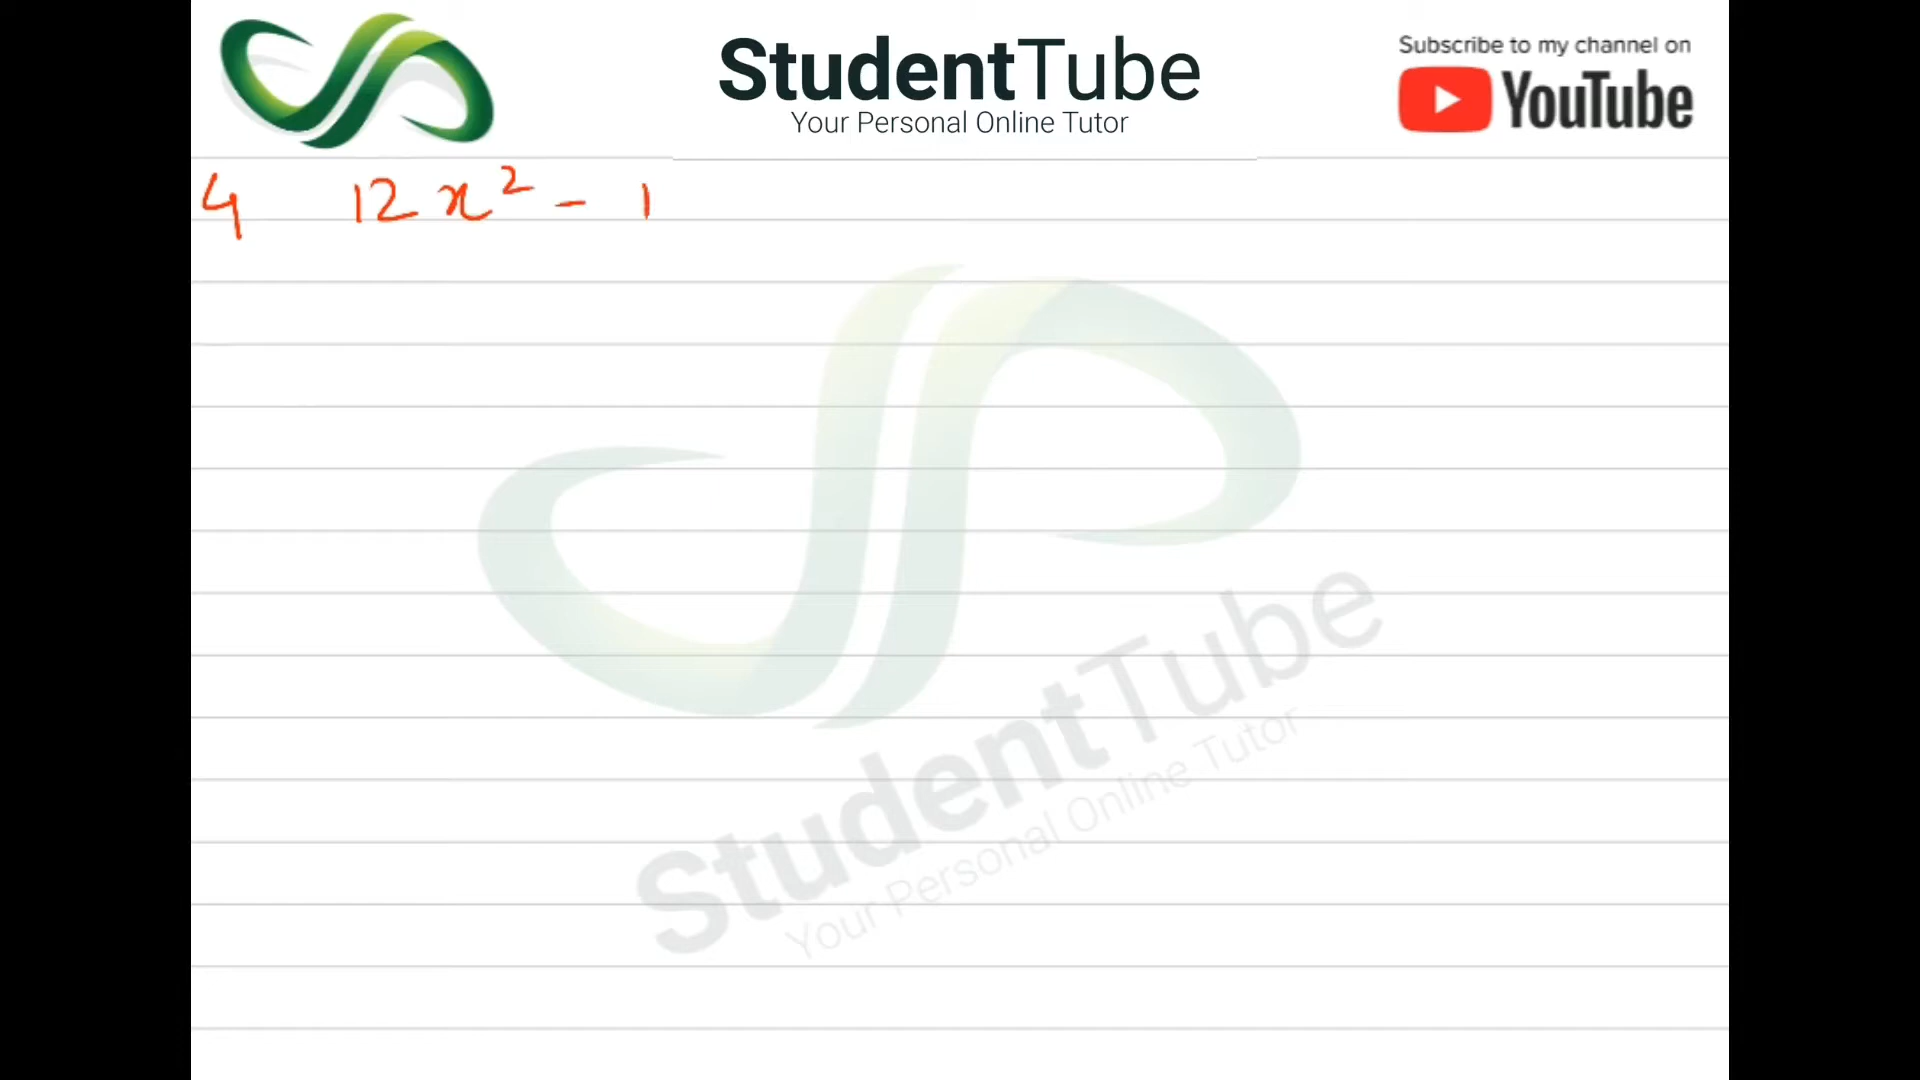 StudentTube
Your Personal Online Tutor
Subscribe to my channel on
YouTube
4 12x² - 1
StudentTube
Your Personal Online Tutor